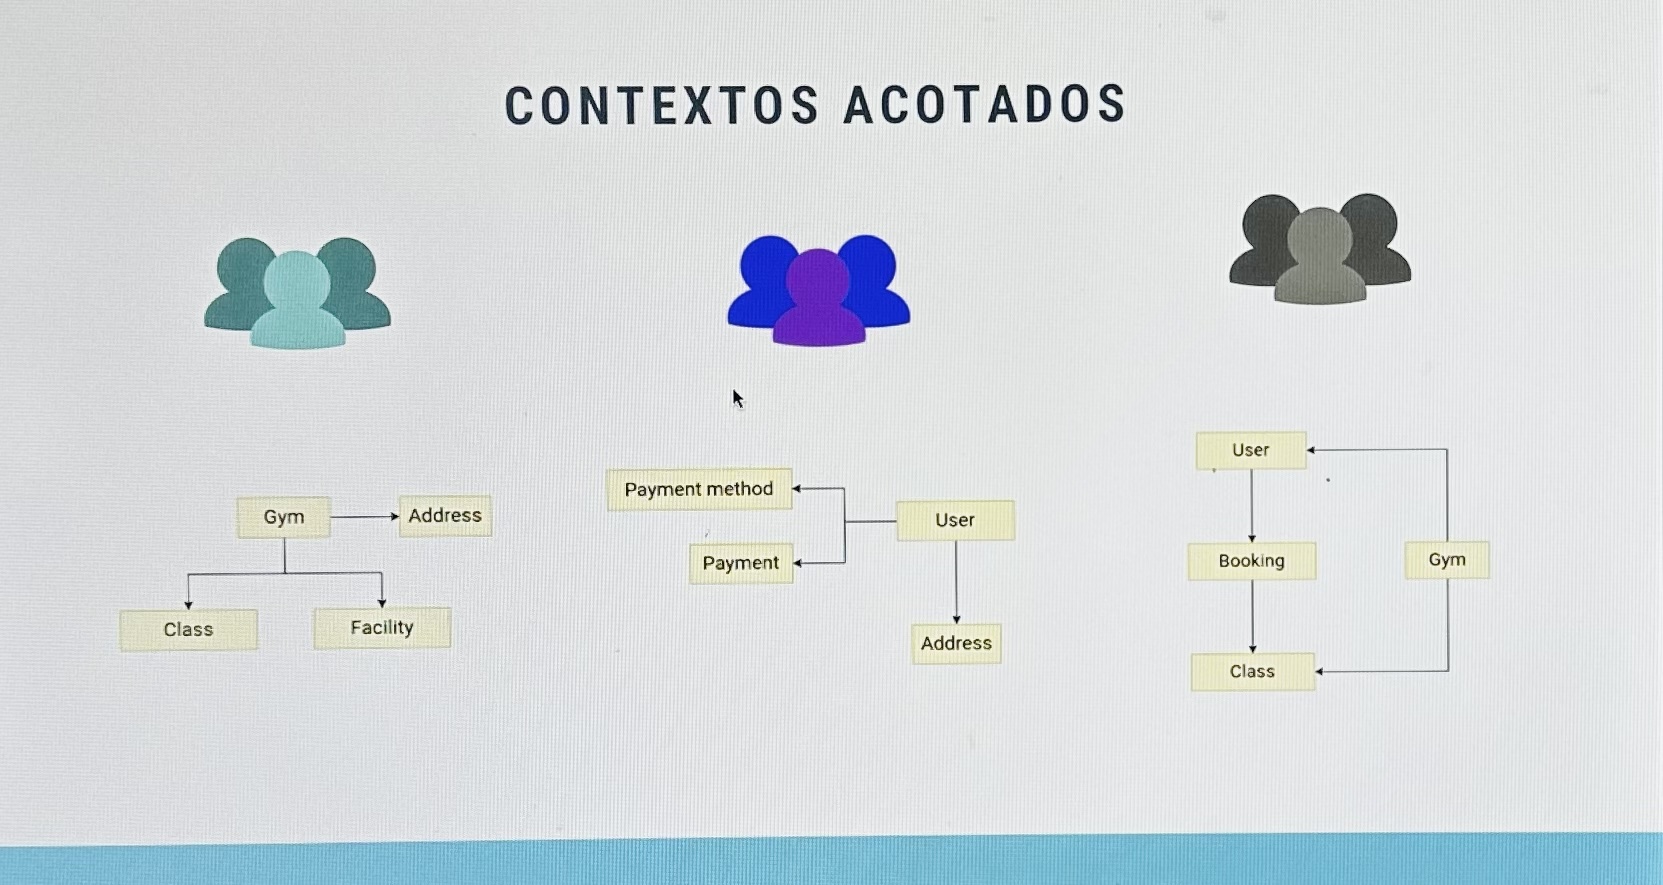 CONTEXTOS ACOTADOS
Gym
Address
Class
Facility
Payment method
User
Payment
Address
User
Booking
Gym
Class